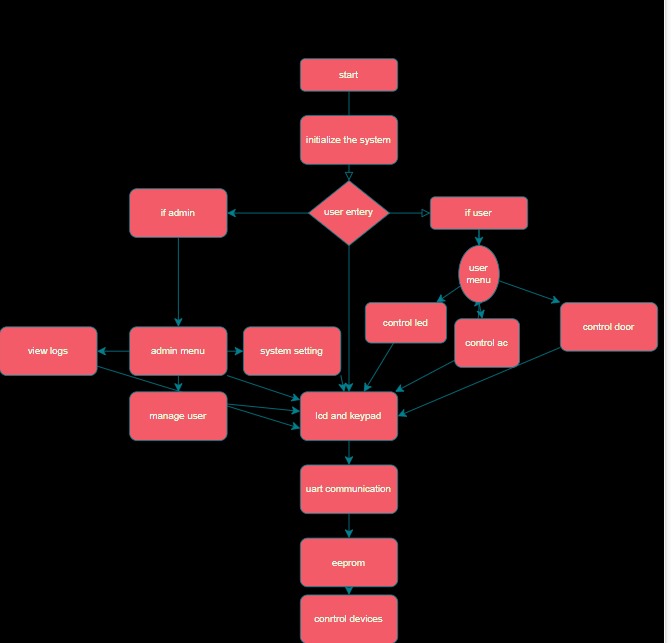 start
initialize the system
user entery
if admin
if user
user
menu
control led
control ac
control door
view logs
admin menu
system setting
manage user
lcd and keypad
uart communication
eeprom
conrtrol devices